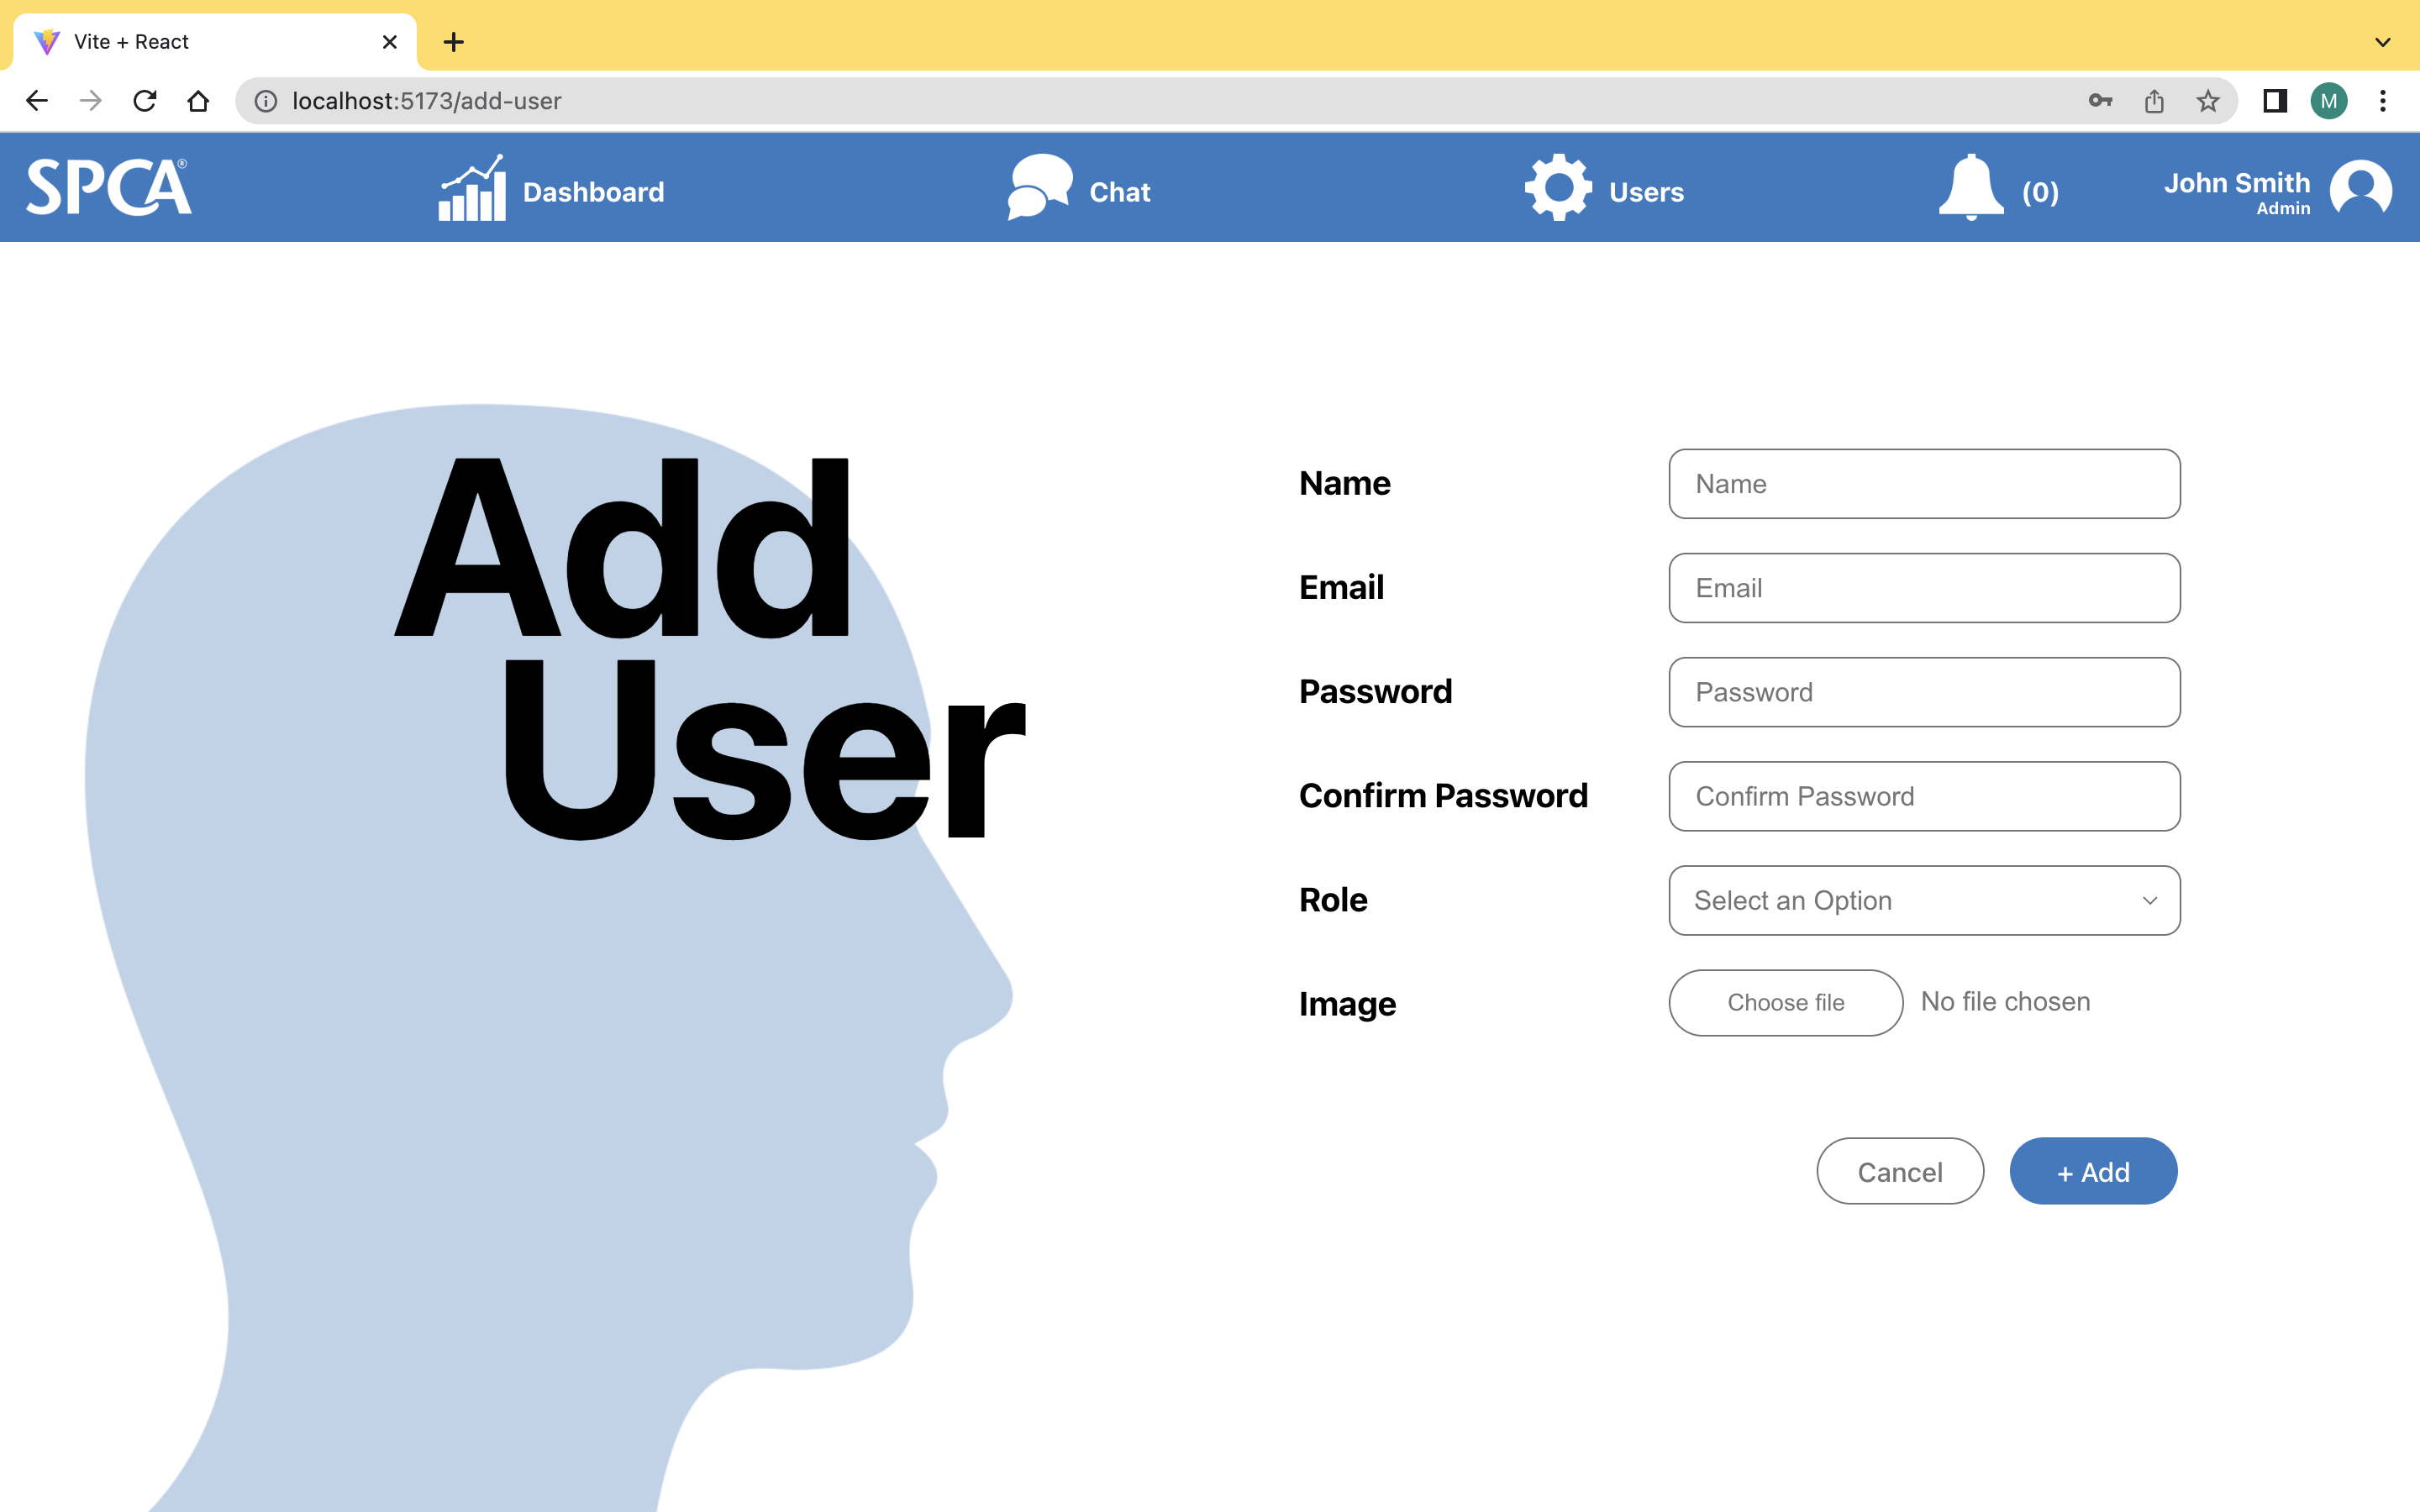 Vite + React
localhost:5173/add-user
M
SPCA®
Dashboard
Chat
Users
(0)
John Smith
Admin
Add
User
Name
Name
Email
Email
Password
Password
Confirm Password
Confirm Password
Role
Select an Option
Image
Choose file
No file chosen
Cancel
+ Add